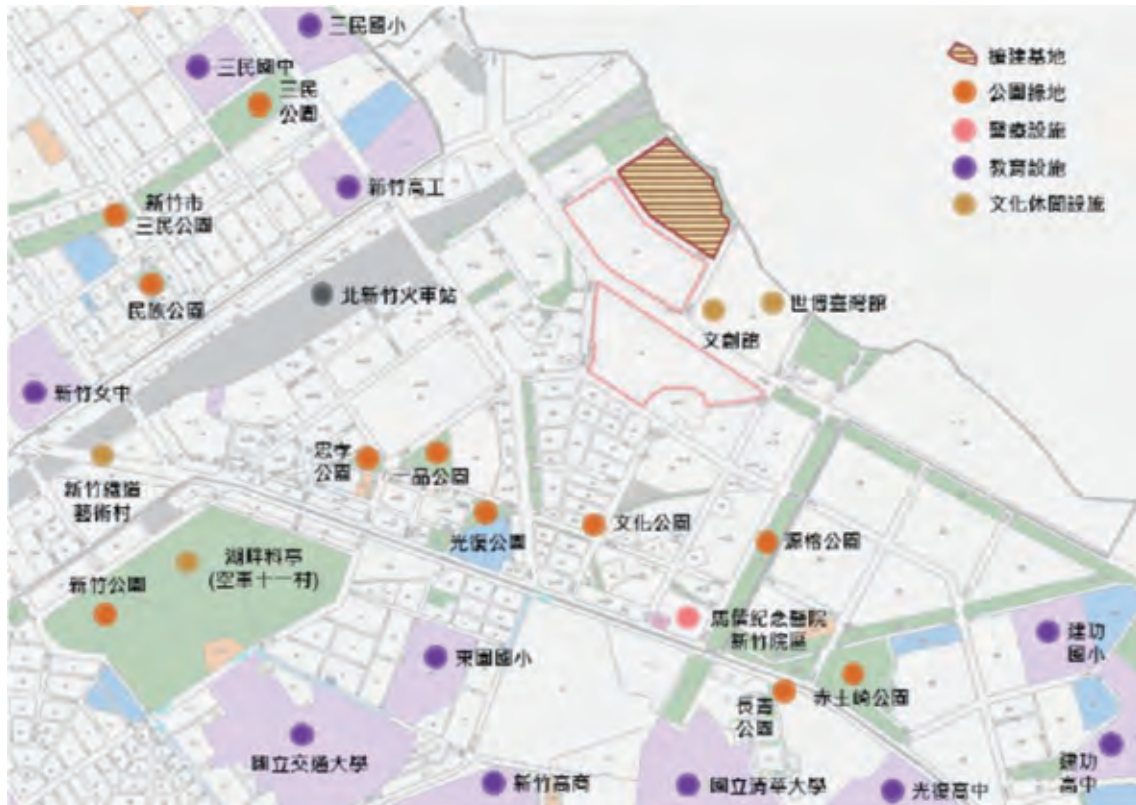 三民國小
三民國中
三民
公園
新竹高工
新竹市
三民公園
民族公園
北新竹火車站
新竹女中
新竹鐵道
藝術村
忠孝
公園
一品公園
光復公園
文化公園
湖畔料亭
(空軍十一村)
新竹公園
東園國小
國立交通大學
新竹高商
馬偕紀念醫院
新竹院區
源榕公園
長春
公園
赤土崎公園
國立清華大學
光復高中
建功
國小
建功
高中
文創館
世博臺灣館
擴建基地
公園綠地
醫療設施
教育設施
文化休閒設施